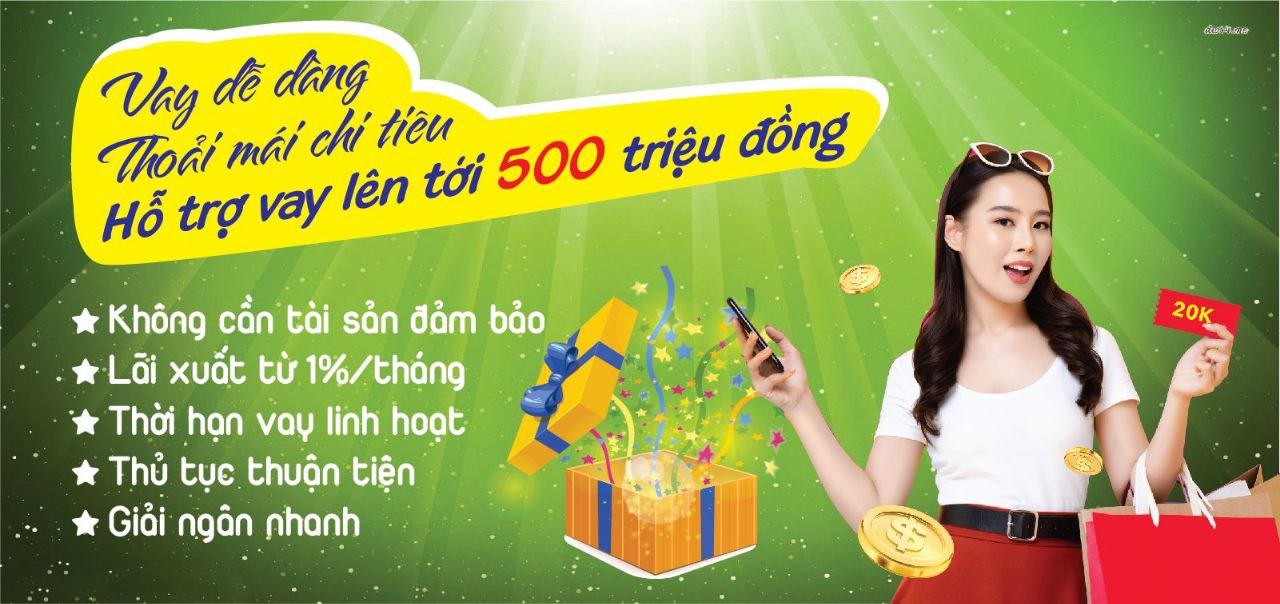 Vay dễ dàng
Thoải mái chi tiêu
Hỗ trợ vay lên tới 500 triệu đồng
Không cần tài sản đảm bảo
Lãi xuất từ 1%/tháng
Thời hạn vay linh hoạt
Thủ tục thuận tiện
Giải ngân nhanh
20K